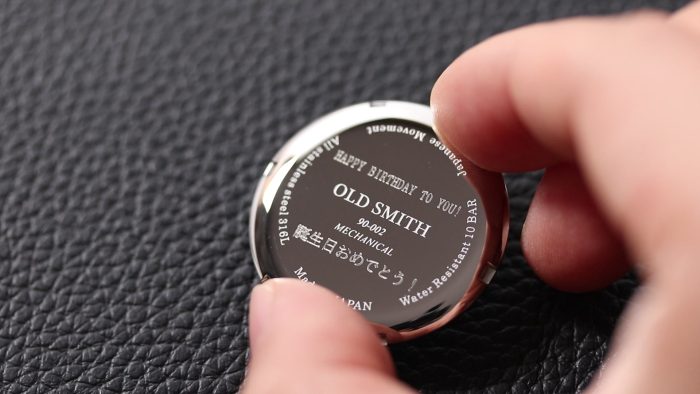 HAPPY BIRTHDAY TO YOU!
OLD SMITH
90-002
MECHANICAL
誕生日おめでとう！
All stainless steel 316L
Japanese Movement
Water Resistant 10 BAR
JAPAN